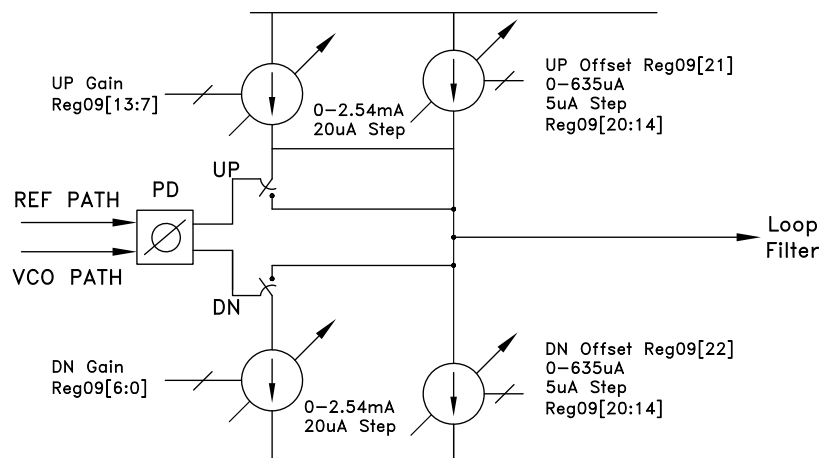 UP Gain
Reg09[13:7]
0-2.54mA
20uA Step
UP Offset Reg09[21]
0-635uA
5uA Step
Reg09[20:14]
UP
PD
REF PATH
VCO PATH
DN
Loop
Filter
DN Gain
Reg09[6:0]
0-2.54mA
20uA Step
DN Offset Reg09[22]
0-635uA
5uA Step
Reg09[20:14]